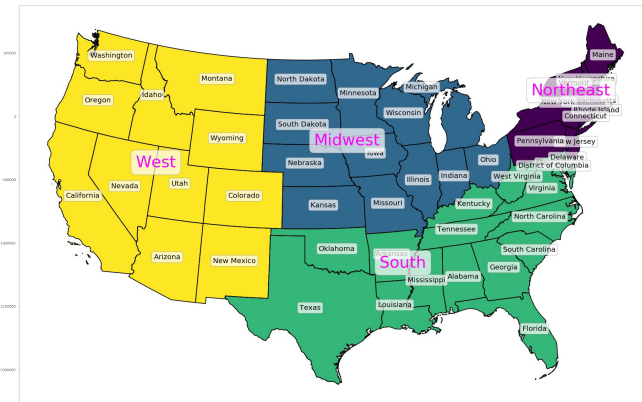 Maine
Washington
Montana
North Dakota
Minnesota
Michigan
Northeast
Oregon
Idaho
Wisconsin
Rhode Island
Connecticut
South Dakota
Wyoming
Midwest
Pennsylvania
Iowa
West
Nebraska
Ohio
Delaware
District of Columbia
Nevada
Utah
Illinois
Indiana
West Virginia
Virginia
California
Colorado
Kansas
Missouri
Kentucky
North Carolina
Tennessee
Oklahoma
Arkansas
South Carolina
Arizona
New Mexico
South
Georgia
Mississippi
Alabama
Texas
Louisiana
Florida